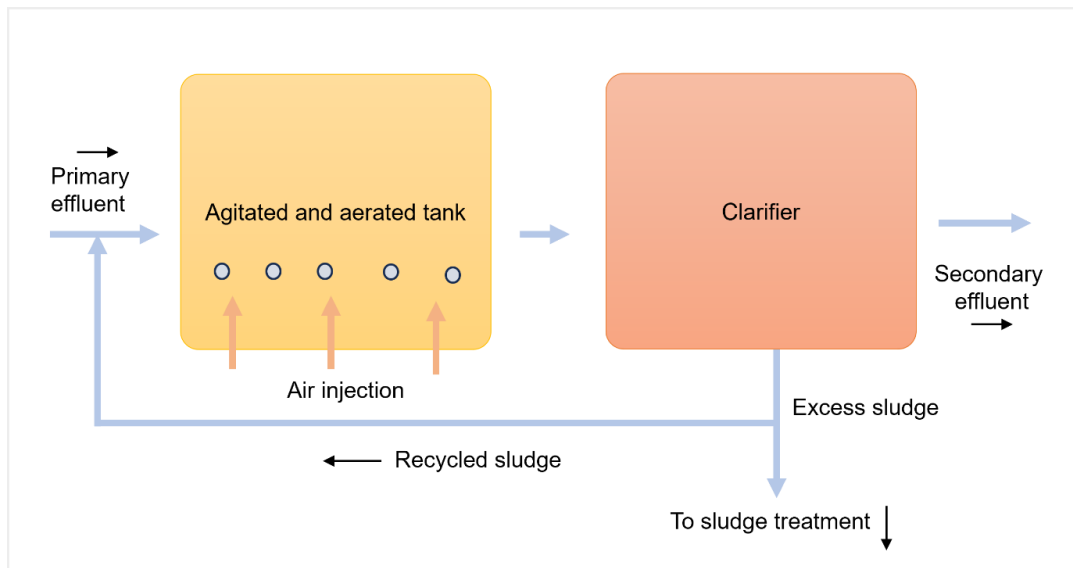 Primary
effluent
Agitated and aerated tank
Clarifier
Secondary
effluent
Air injection
Excess sludge
Recycled sludge
To sludge treatment